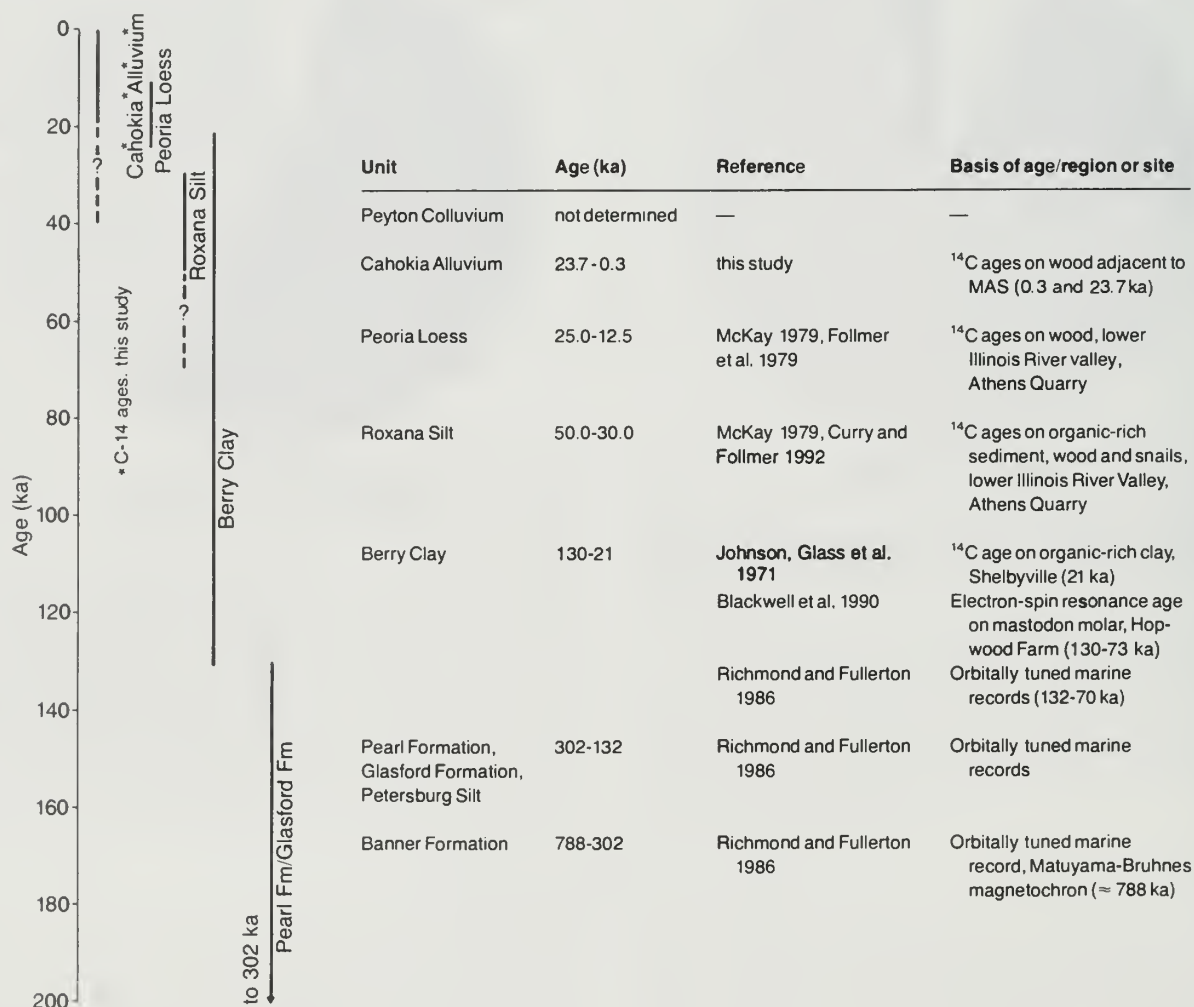 Age (ka)
0
20
40
60
80
100
120
140
160
180
200
?
Cahokia*Alluvium*
Peoria Loess
Roxana Silt
?
*C-14 ages. this study
Berry Clay
Pearl Fm/Glasford Fm
to 302 ka
Unit Age (ka) Reference Basis of age/region or site
Peyton Colluvium not determined — —
Cahokia Alluvium 23.7-0.3 this study ¹⁴C ages on wood adjacent to
MAS (0.3 and 23.7 ka)
Peoria Loess 25.0-12.5 McKay 1979, Follmer ¹⁴C ages on wood, lower
et al. 1979 Illinois River valley,
Athens Quarry
Roxana Silt 50.0-30.0 McKay 1979, Curry and ¹⁴C ages on organic-rich
Follmer 1992 sediment, wood and snails,
lower Illinois River Valley,
Athens Quarry
Berry Clay 130-21 Johnson, Glass et al. ¹⁴C age on organic-rich clay,
1971 Shelbyville (21 ka)
Blackwell et al. 1990 Electron-spin resonance age
on mastodon molar, Hop-
wood Farm (130-73 ka)
Richmond and Fullerton Orbitally tuned marine
1986 records (132-70 ka)
Pearl Formation, 302-132 Richmond and Fullerton Orbitally tuned marine
Glasford Formation, 1986 records
Petersburg Silt
Banner Formation 788-302 Richmond and Fullerton Orbitally tuned marine
1986 record, Matuyama-Bruhnes
magnetochron (≈ 788 ka)